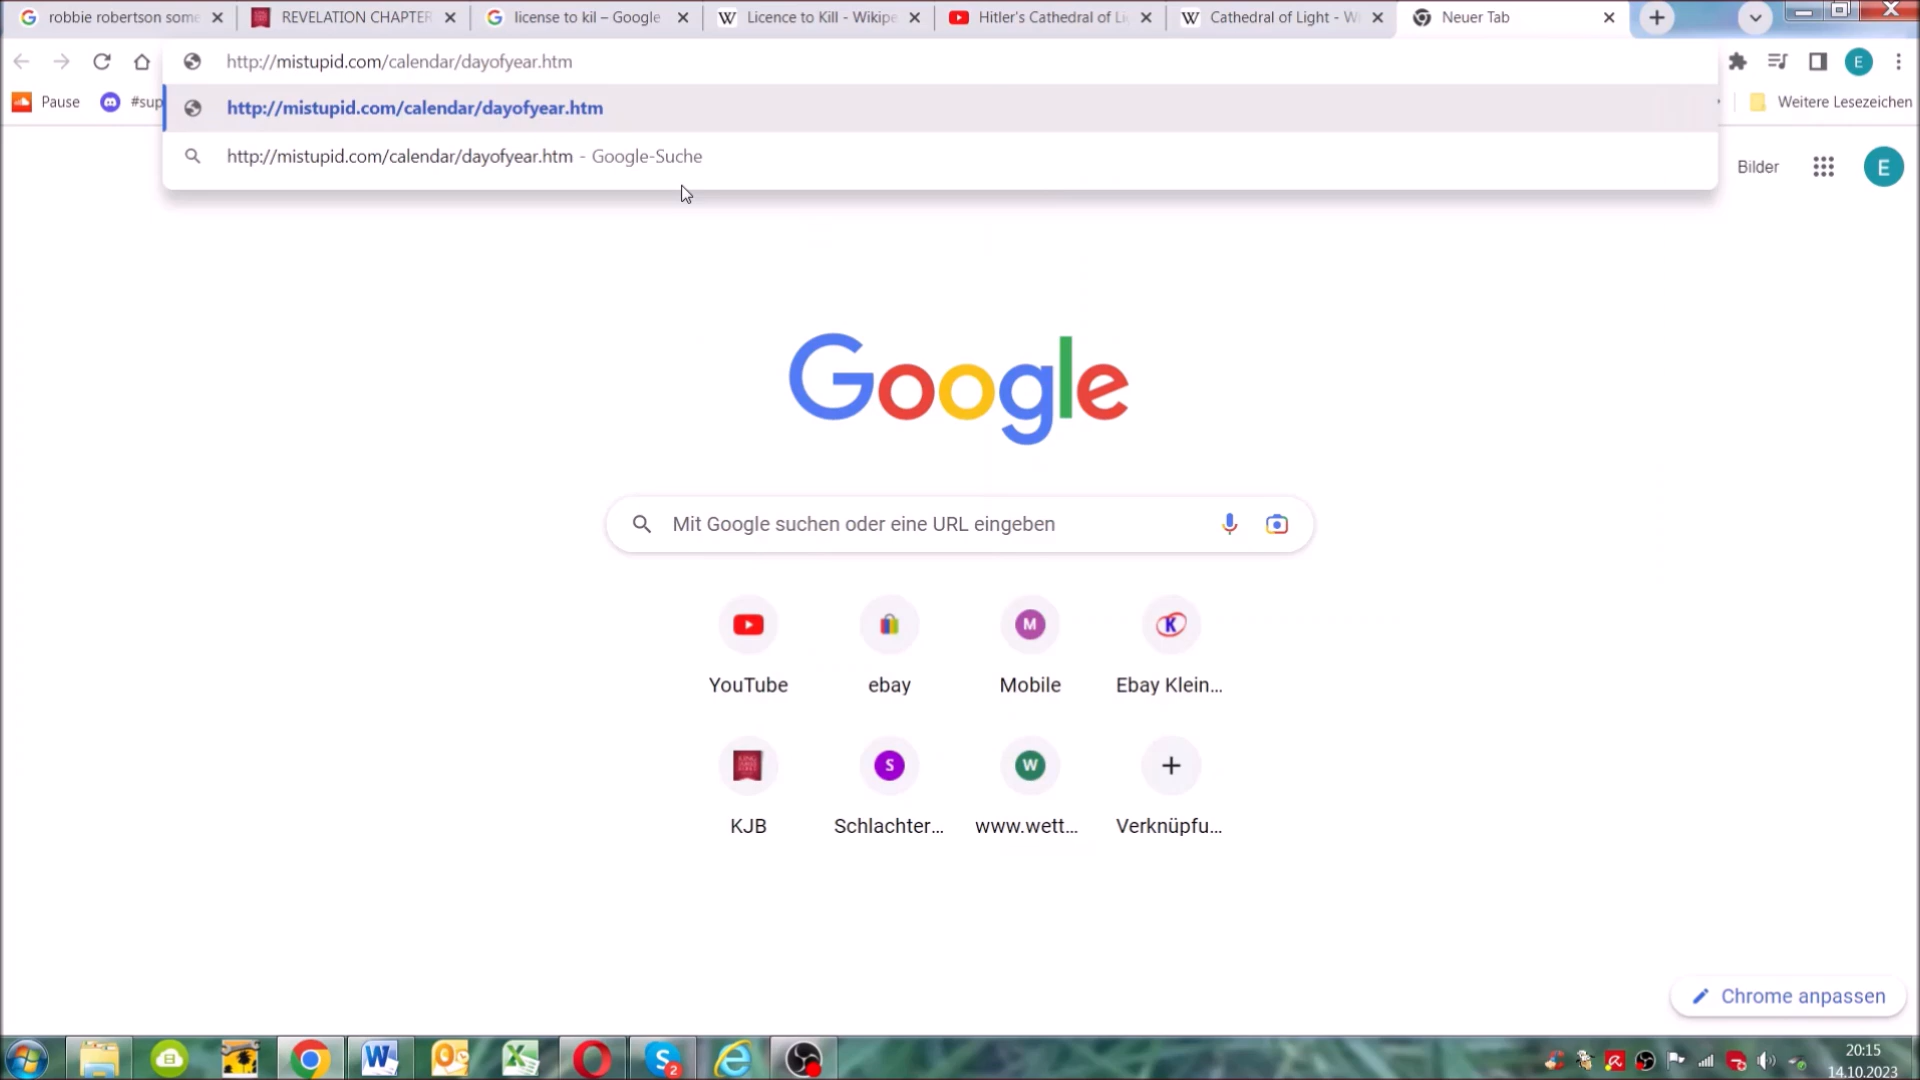 robbie robertson some
REVELATION CHAPTER
license to kil – Google
Licence to Kill - Wikipe
Hitler's Cathedral of Li
Cathedral of Light - Wi
Neuer Tab
http://mistupid.com/calendar/dayofyear.htm
E
Pause
#sup
http://mistupid.com/calendar/dayofyear.htm
Weitere Lesezeichen
http://mistupid.com/calendar/dayofyear.htm - Google-Suche
Bilder
E
Google
Mit Google suchen oder eine URL eingeben
M
K
YouTube
ebay
Mobile
Ebay Klein...
S
W
KJB
Schlachter...
www.wett...
Verknüpfu...
Chrome anpassen
2
20:15
14.10.2023